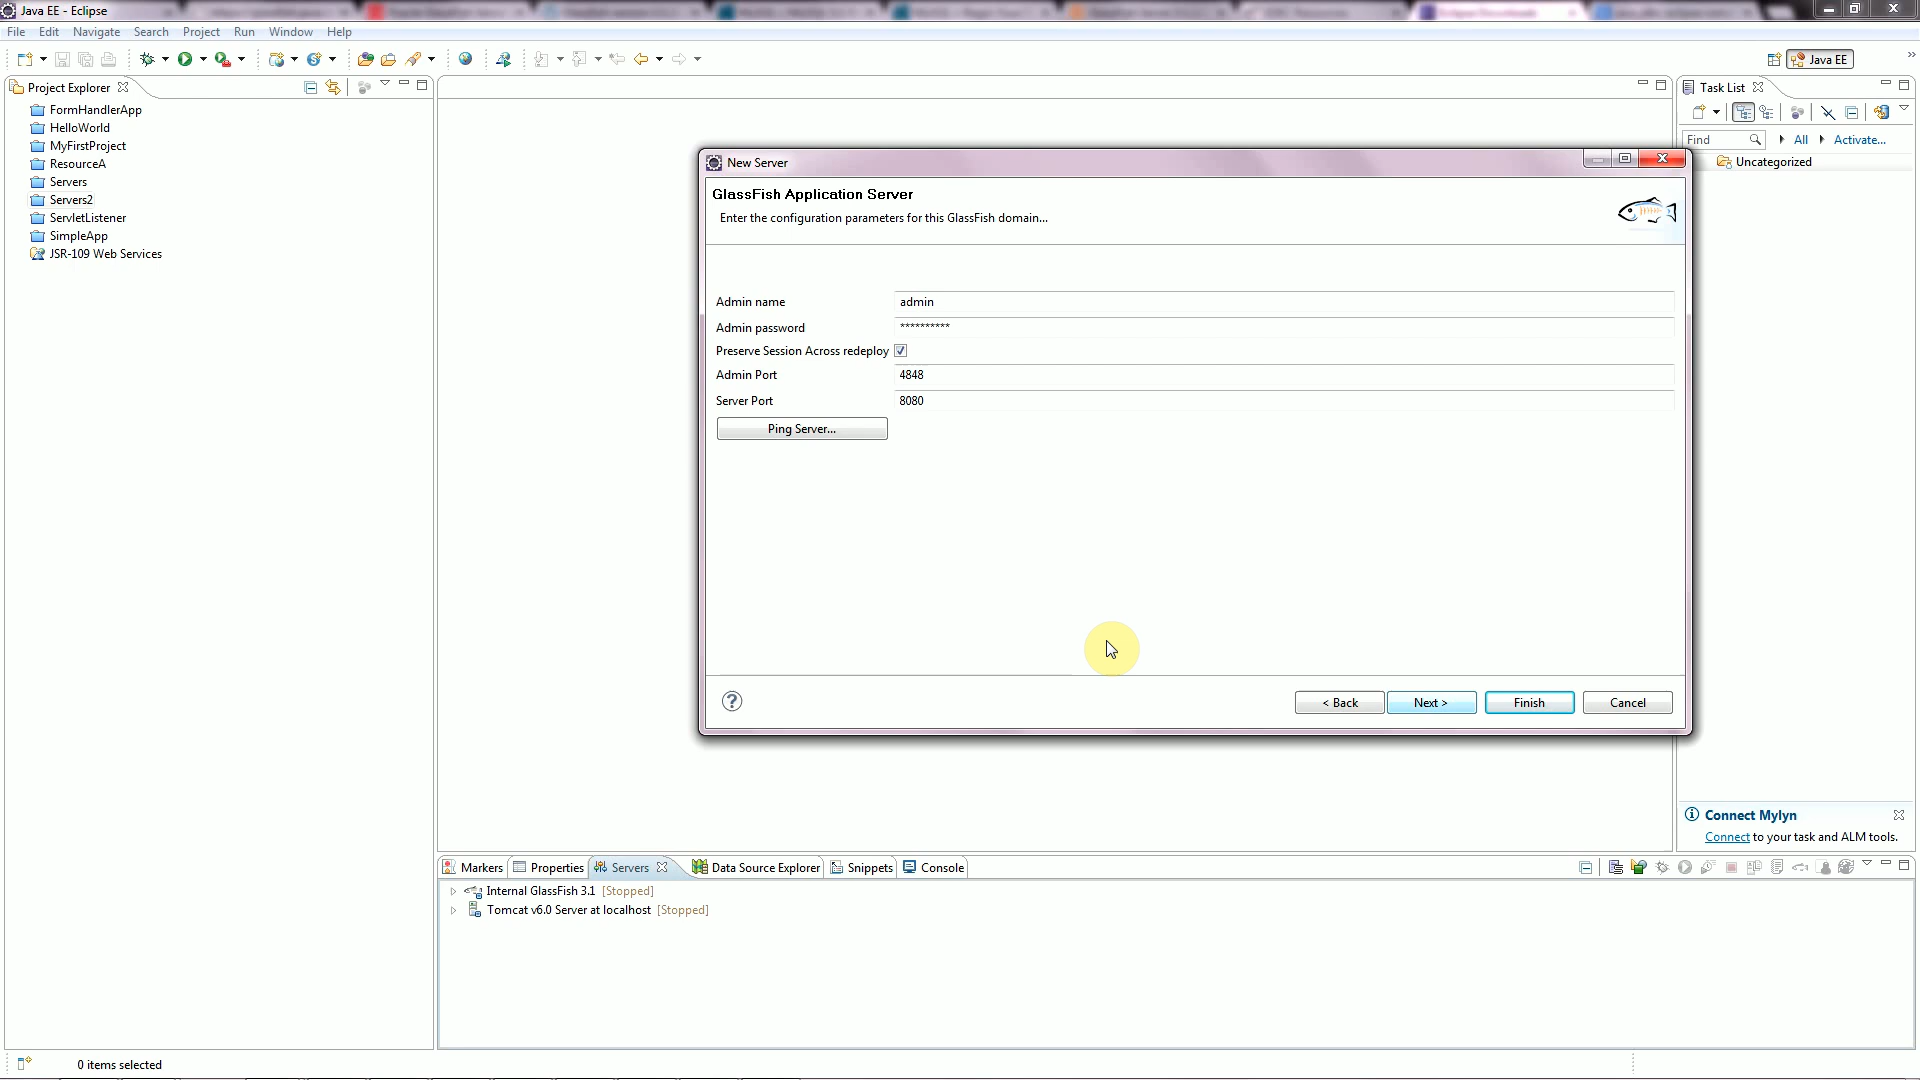 Java EE - Eclipse
File Edit Navigate Search Project Run Window Help
Java EE
Project Explorer
FormHandlerApp
HelloWorld
MyFirstProject
ResourceA
Servers
Servers2
ServletListener
SimpleApp
JSR-109 Web Services
Task List
Find
All
Activate...
Uncategorized
New Server
GlassFish Application Server
Enter the configuration parameters for this GlassFish domain...
Admin name admin
Admin password **********
Preserve Session Across redeploy
Admin Port 4848
Server Port 8080
Ping Server...
< Back Next > Finish Cancel
Connect Mylyn
Connect to your task and ALM tools.
Markers Properties Servers Data Source Explorer Snippets Console
Internal GlassFish 3.1 [Stopped]
Tomcat v6.0 Server at localhost [Stopped]
0 items selected